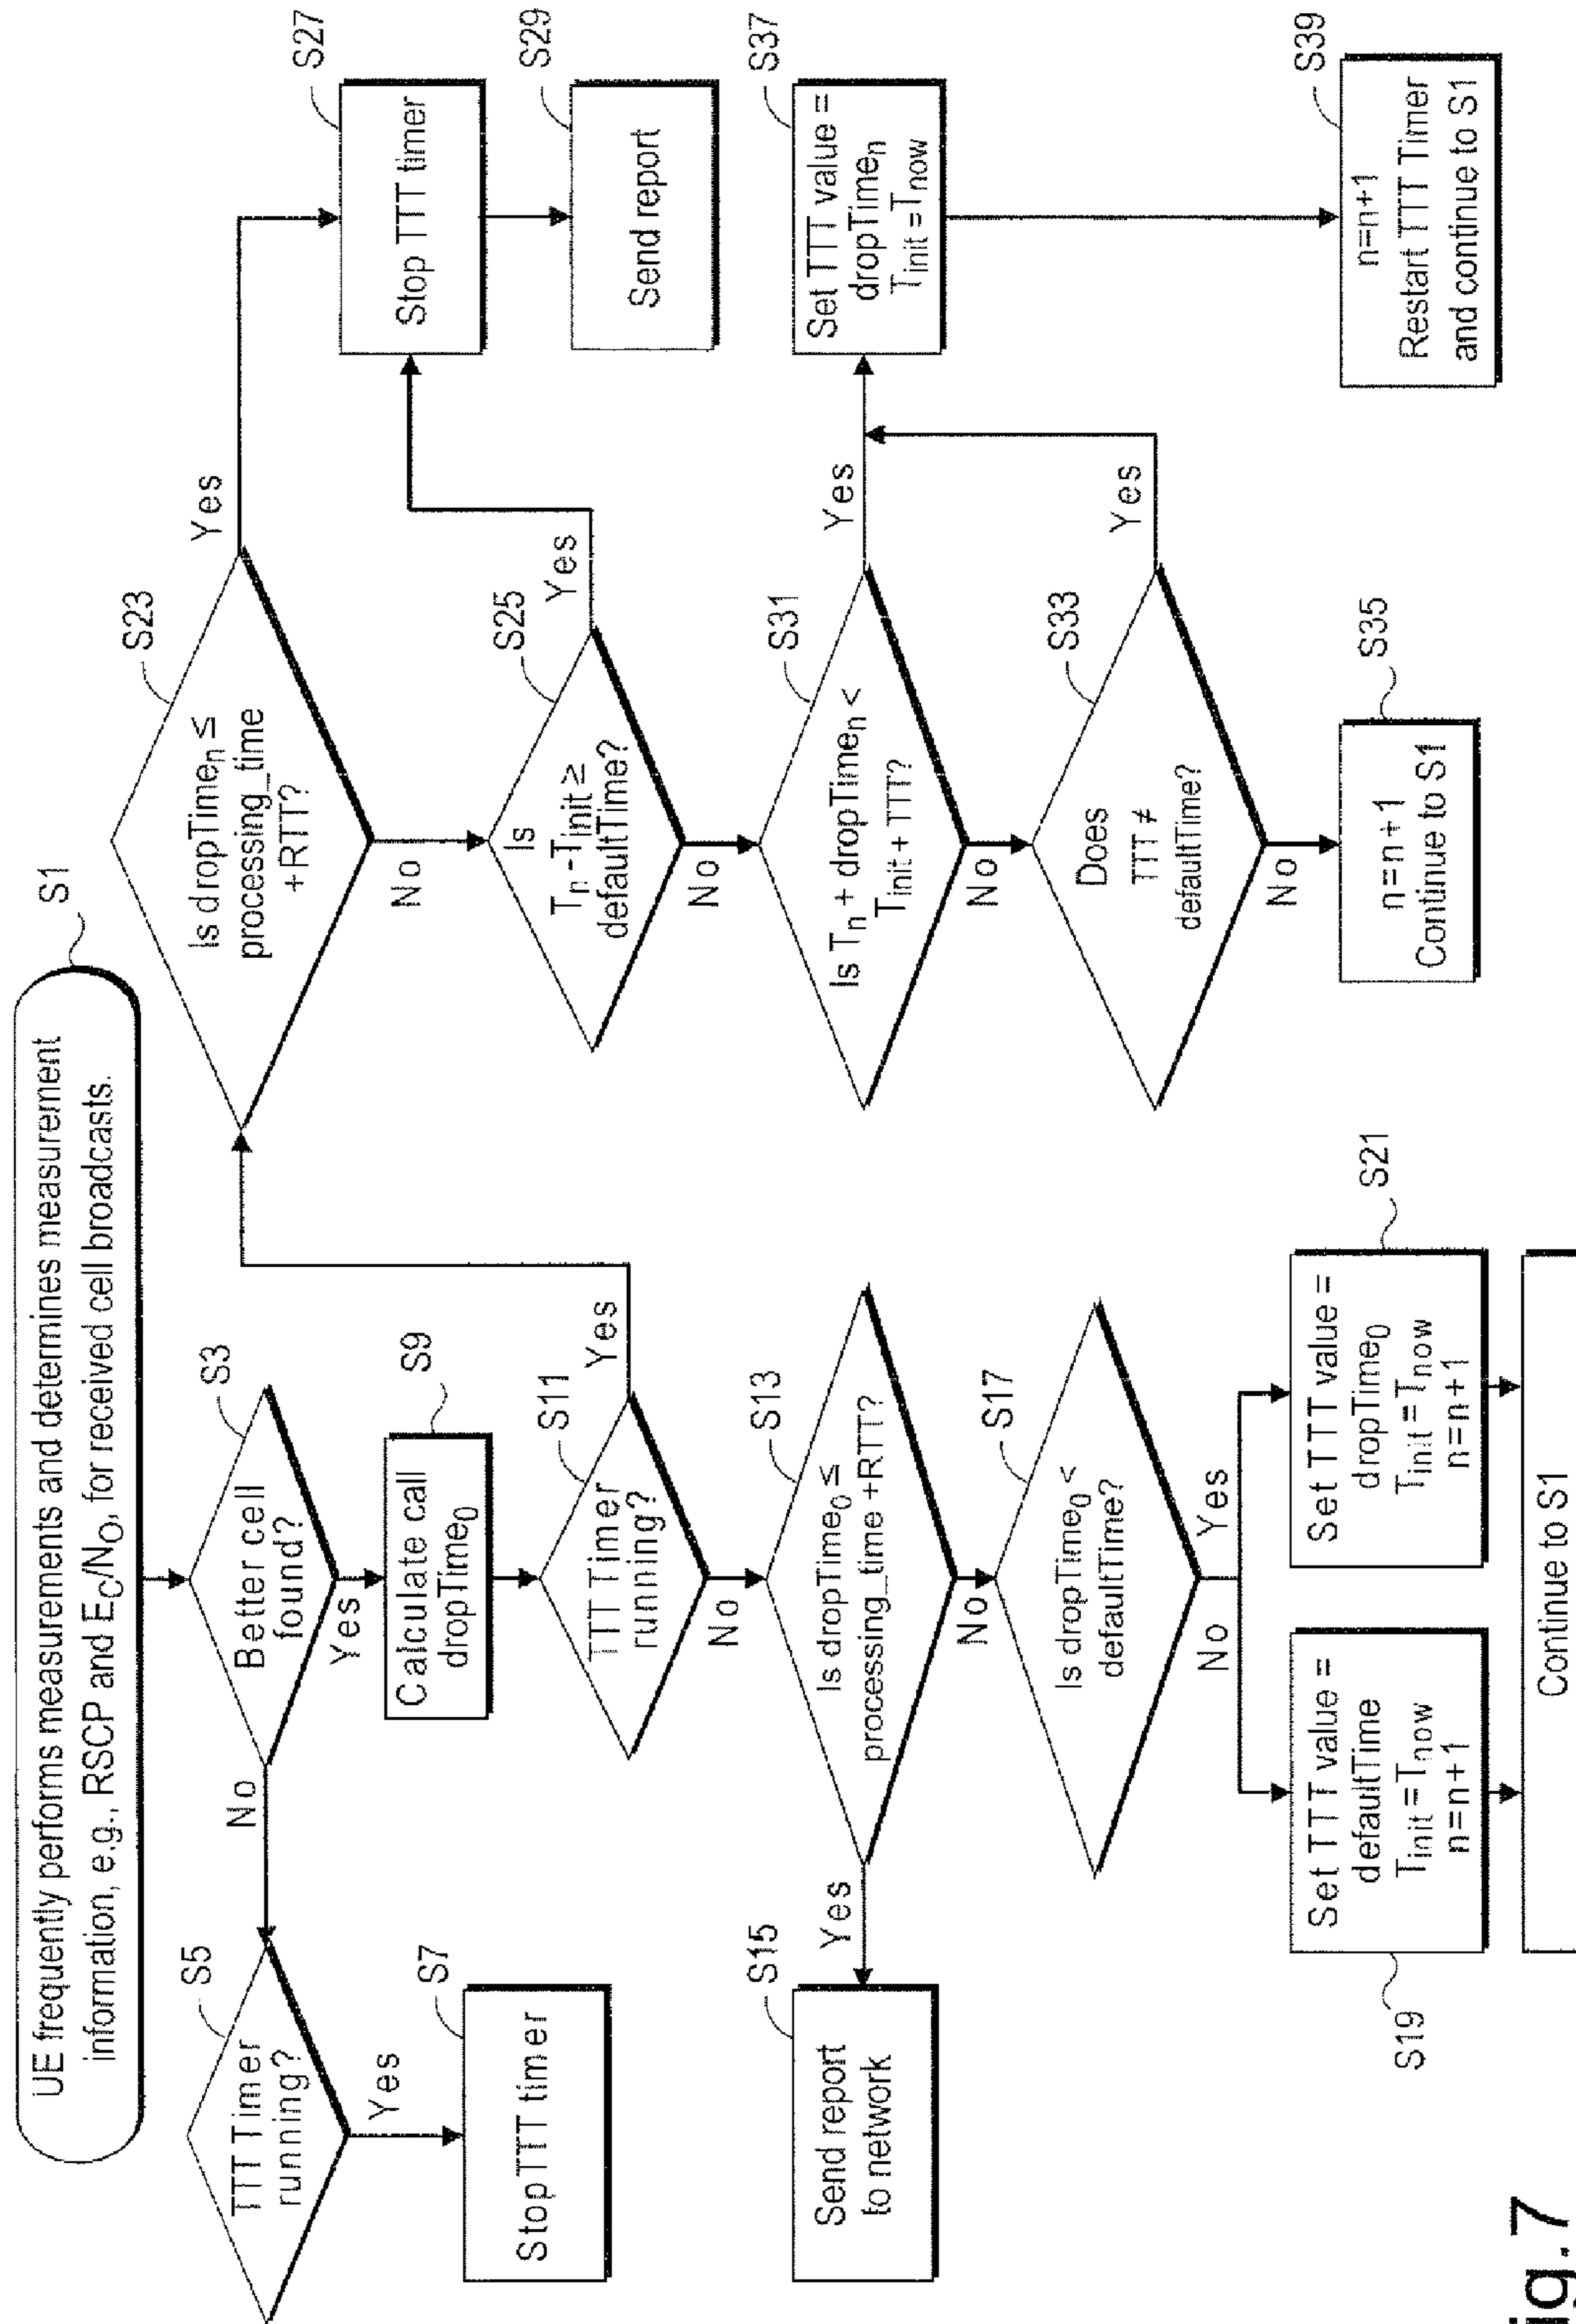 UE frequently performs measurements and determines measurement
information, e.g., RSCP and E_C/N_O, for received cell broadcasts.
S1
TTT Timer
running?
S5
Yes
Stop TTT timer
S7
No
Better cell
found?
S3
Yes
Calculate call
dropTime_0
S9
TTT Timer
running?
S11
Yes
No
Is dropTime_0 ≤
processing_time +RTT?
S13
Yes
Send report
to network
S15
No
Is dropTime_0 <
defaultTime?
S17
No
Yes
Set TTT value =
defaultTime
T_init = T_now
n=n+1
S19
Set TTT value =
dropTime_0
T_init = T_now
n=n+1
S21
Continue to S1
Is dropTime_n ≤
processing_time
+RTT?
S23
Yes
No
Is
T_n - T_init ≥
defaultTime?
S25
Yes
No
Stop TTT timer
S27
Send report
S29
Is T_n + dropTime_n <
T_init + TTT?
S31
Yes
No
Does
TTT ≠
defaultTime?
S33
Yes
No
n=n+1
Continue to S1
S35
Set TTT value =
dropTime_n
T_init = T_now
S37
n=n+1
Restart TTT Timer
and continue to S1
S39
ig.7